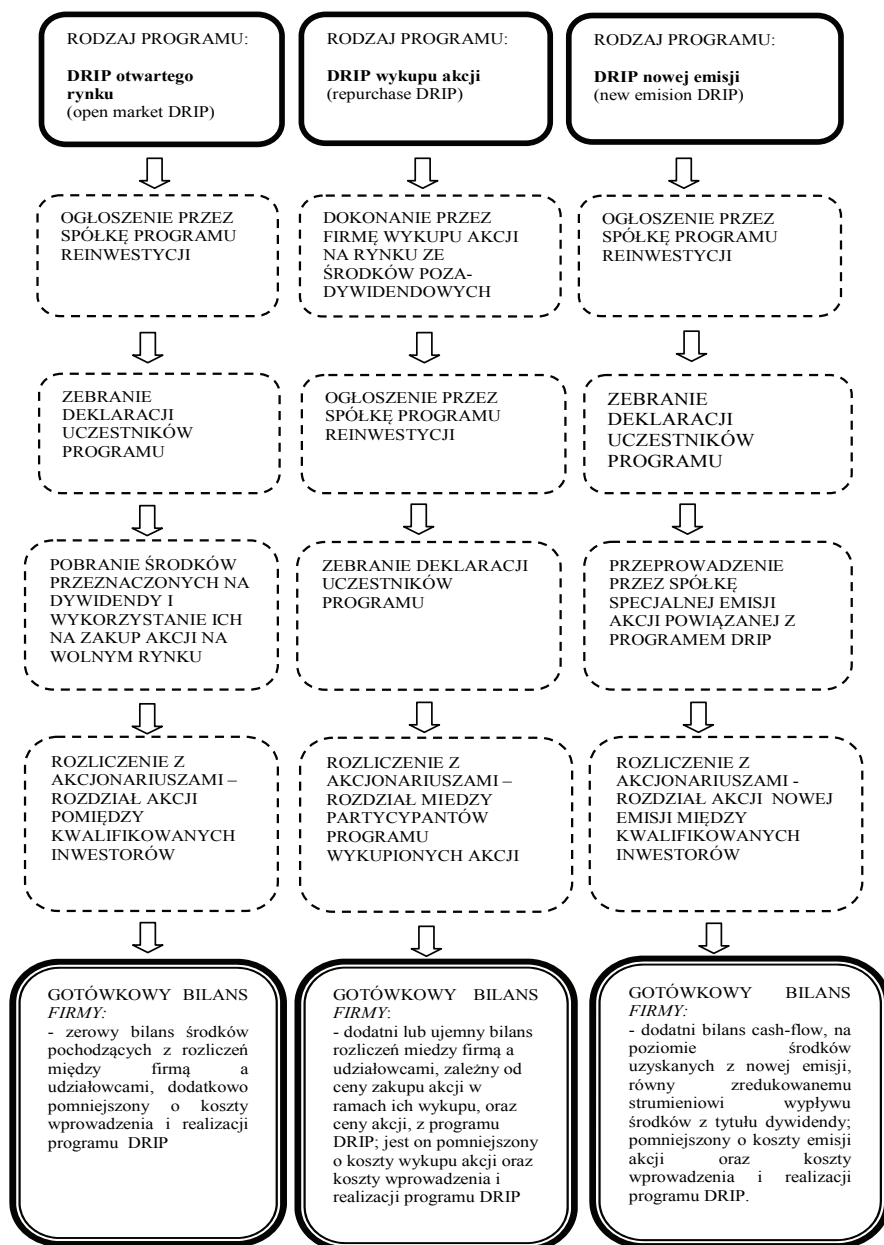 RODZAJ PROGRAMU:
DRIP otwartego
rynku
(open market DRIP)
OGŁOSZENIE PRZEZ
SPÓŁKĘ PROGRAMU
REINWESTYCJI
ZEBRANIE
DEKLARACJI
UCZESTNIKÓW
PROGRAMU
POBRANIE ŚRODKÓW
PRZEZNACZONYCH NA
DYWIDENDY I
WYKORZYSTANIE ICH
NA ZAKUP AKCJI NA
WOLNYM RYNKU
ROZLICZENIE Z
AKCJONARIUSZAMI –
ROZDZIAŁ AKCJI
POMIĘDZY
KWALIFIKOWANYCH
INWESTORÓW
GOTÓWKOWY BILANS
FIRMY:
- zerowy bilans środków
pochodzących z rozliczeń
między firmą a
udziałowcami, dodatkowo
pomniejszony o koszty
wprowadzenia i realizacji
programu DRIP
RODZAJ PROGRAMU:
DRIP wykupu akcji
(repurchase DRIP)
DOKONANIE PRZEZ
FIRMĘ WYKUPU AKCJI
NA RYNKU ZE
ŚRODKÓW POZA-
DYWIDENDOWYCH
OGŁOSZENIE PRZEZ
SPÓŁKĘ PROGRAMU
REINWESTYCJI
ZEBRANIE DEKLARACJI
UCZESTNIKÓW
PROGRAMU
ROZLICZENIE Z
AKCJONARIUSZAMI –
ROZDZIAŁ MIEDZY
PARTYCYPANTÓW
PROGRAMU
WYKUPIONYCH AKCJI
GOTÓWKOWY BILANS
FIRMY:
- dodatni lub ujemny bilans
rozliczeń miedzy firmą a
udziałowcami, zależny od
ceny zakupu akcji w
ramach ich wykupu, oraz
ceny akcji, z programu
DRIP; jest on pomniejszony
o koszty wykupu akcji oraz
koszty wprowadzenia i
realizacji programu DRIP
RODZAJ PROGRAMU:
DRIP nowej emisji
(new emision DRIP)
OGŁOSZENIE PRZEZ
SPÓŁKĘ PROGRAMU
REINWESTYCJI
ZEBRANIE
DEKLARACJI
UCZESTNIKÓW
PROGRAMU
PRZEPROWADZENIE
PRZEZ SPÓŁKĘ
SPECJALNEJ EMISJI
AKCJI POWIĄZANEJ Z
PROGRAMEM DRIP
ROZLICZENIE Z
AKCJONARIUSZAMI -
ROZDZIAŁ AKCJI NOWEJ
EMISJI MIĘDZY
KWALIFIKOWANYCH
INWESTORÓW
GOTÓWKOWY BILANS
FIRMY:
- dodatni bilans cash-flow, na
poziomie środków
uzyskanych z nowej emisji,
równy zredukowanemu
strumieniowi wypływu
środków z tytułu dywidendy;
pomniejszony o koszty emisji
akcji oraz koszty
wprowadzenia i realizacji
programu DRIP.